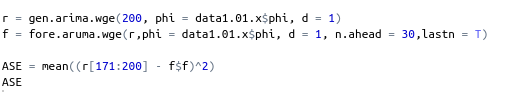 r = gen.arima.wge(200, phi = data1.01.x$phi, d = 1)
f = fore.aruma.wge(r,phi = data1.01.x$phi, d = 1, n.ahead = 30,lastn = T)
ASE = mean((r[171:200] - f$f)^2)
ASE